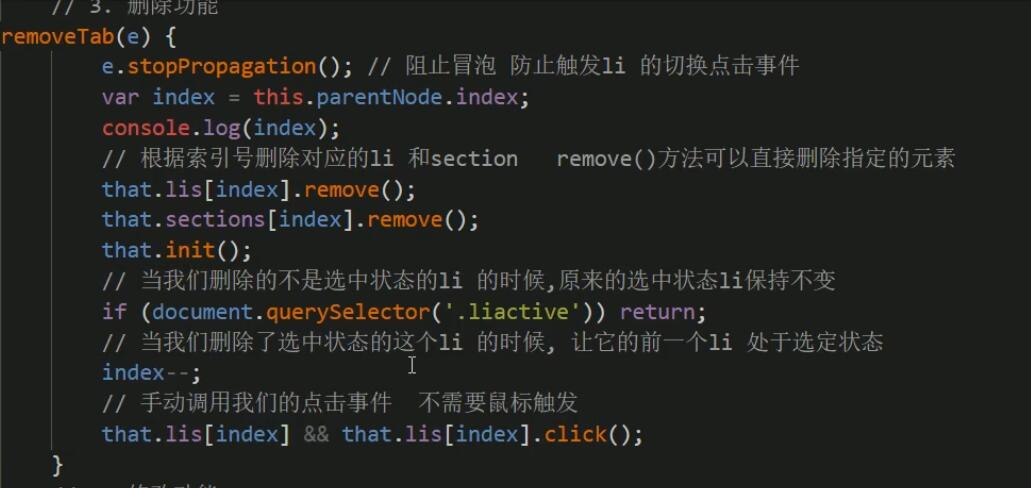 // 3. 删除功能
removeTab(e) {
e.stopPropagation(); // 阻止冒泡 防止触发li 的切换点击事件
var index = this.parentNode.index;
console.log(index);
// 根据索引号删除对应的li 和section remove()方法可以直接删除指定的元素
that.lis[index].remove();
that.sections[index].remove();
that.init();
// 当我们删除的不是选中状态的li 的时候,原来的选中状态li保持不变
if (document.querySelector('.liactive')) return;
// 当我们删除了选中状态的这个li 的时候, 让它的前一个li 处于选定状态
index--;
// 手动调用我们的点击事件 不需要鼠标触发
that.lis[index] && that.lis[index].click();
}